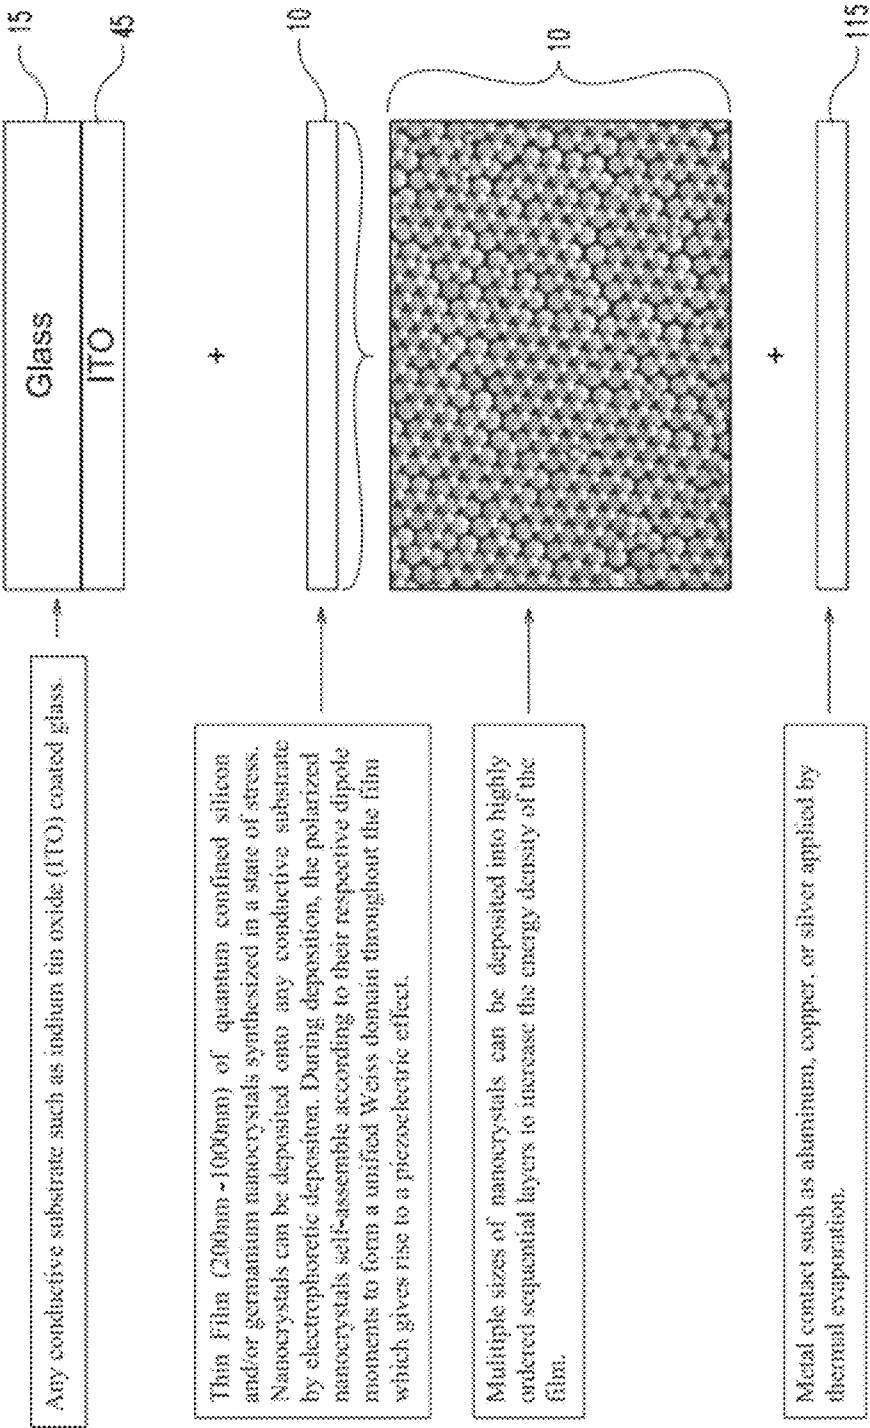 Any conductive substrate such as indium tin oxide (ITO) coated glass.
Glass
ITO
15
45
+
Thin Film (200nm ~1000nm) of quantum confined silicon
and/or germanium nanocrystals synthesized in a state of stress.
Nanocrystals can be deposited onto any conductive substrate
by electrophoretic depositon. During deposition, the polarized
nanocrystals self-assemble according to their respective dipole
moments to form a unified Weiss domain throughout the film
which gives rise to a piezoelectric effect.
10
Multiple sizes of nanocrystals can be deposited into highly
ordered sequential layers to increase the energy density of the
film.
10
+
Metal contact such as aluminum, copper, or silver applied by
thermal evaporation.
115